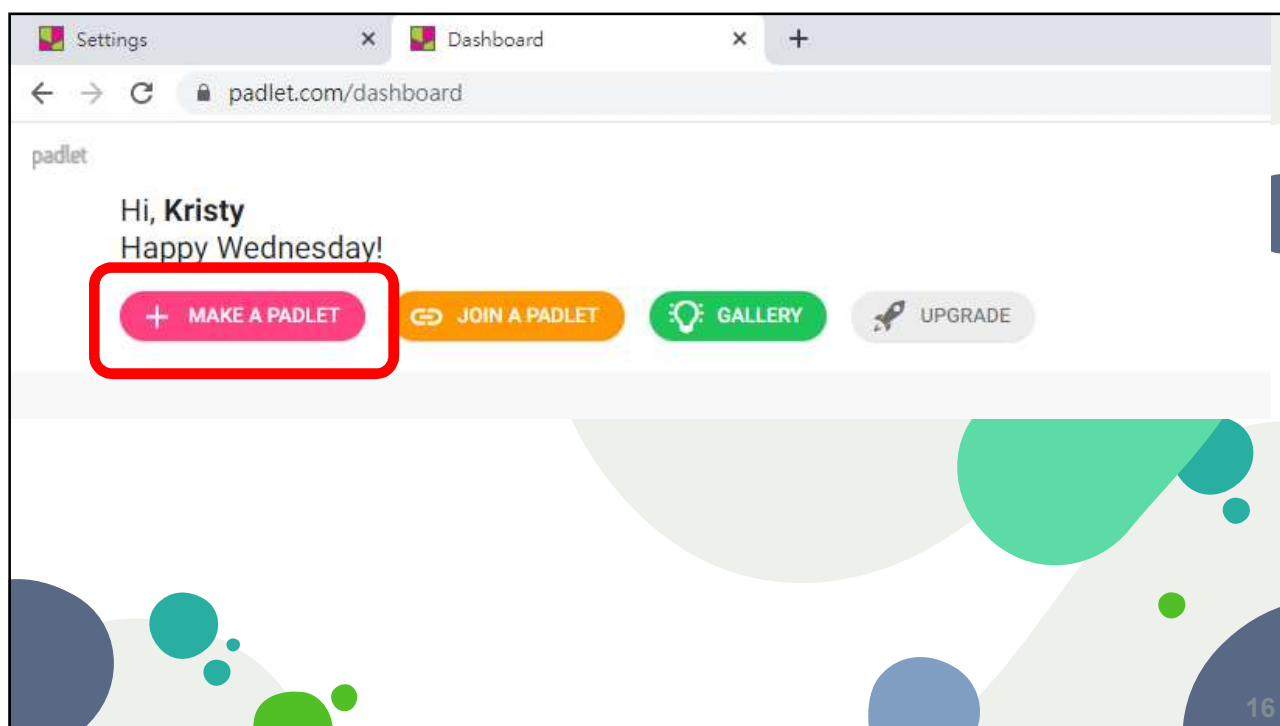 Settings Dashboard
padlet.com/dashboard
padlet
Hi, Kristy
Happy Wednesday!
MAKE A PADLET JOIN A PADLET GALLERY UPGRADE
16